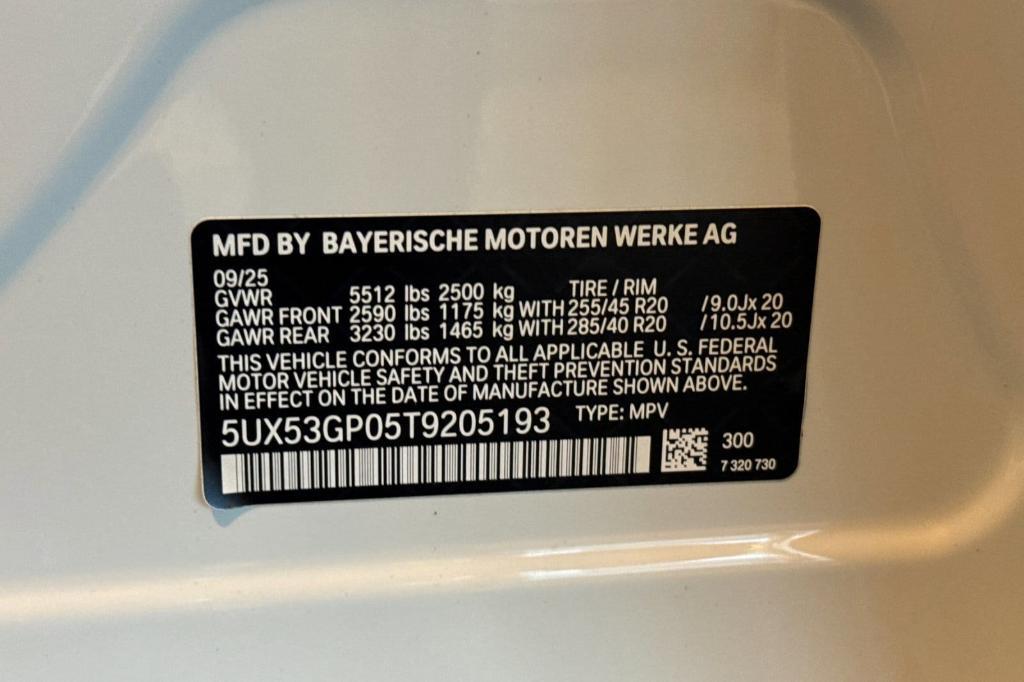 MFD BY BAYERISCHE MOTOREN WERKE AG
09/25
GVWR 5512 lbs 2500 kg TIRE / RIM
GAWR FRONT 2590 lbs 1175 kg WITH 255/45 R20 /9.0Jx 20
GAWR REAR 3230 lbs 1465 kg WITH 285/40 R20 /10.5Jx 20
THIS VEHICLE CONFORMS TO ALL APPLICABLE U. S. FEDERAL
MOTOR VEHICLE SAFETY AND THEFT PREVENTION STANDARDS
IN EFFECT ON THE DATE OF MANUFACTURE SHOWN ABOVE.
5UX53GP05T9205193 TYPE: MPV
300
7 320 730